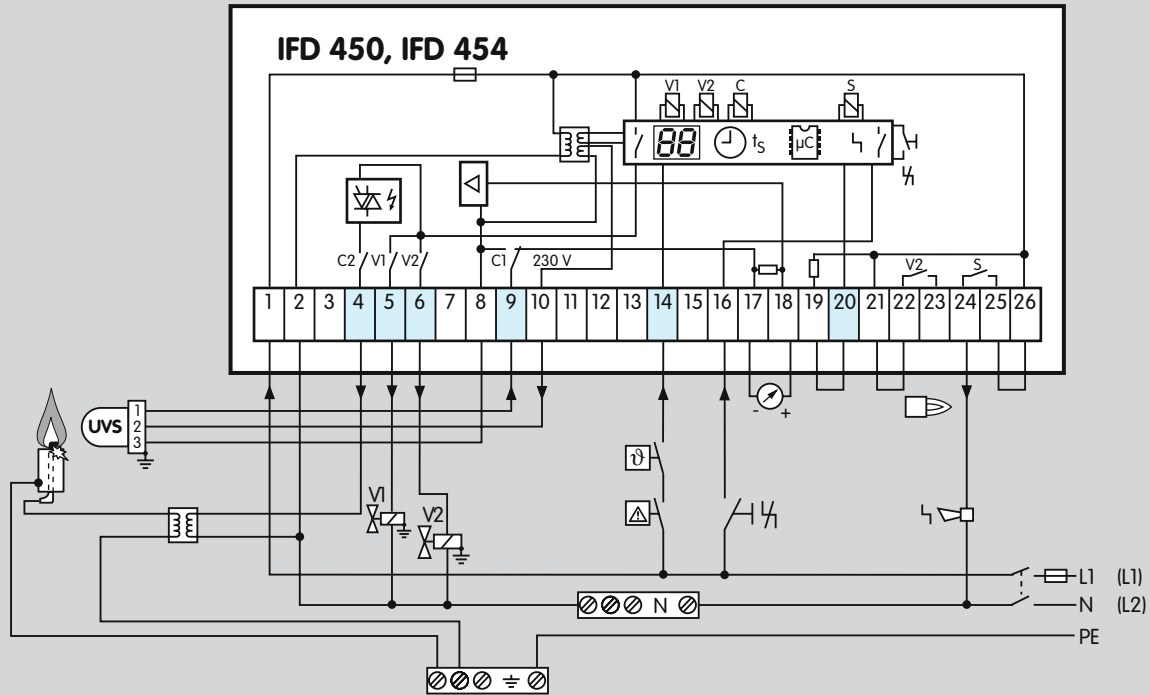 IFD 450, IFD 454
V1 V2 C S
88 tS µC
C2 V1 V2 C1 230 V V2 S
1 2 3 4 5 6 7 8 9 10 11 12 13 14 15 16 17 18 19 20 21 22 23 24 25 26
- +
UVS 1
2
3
ϑ
V1
V2
L1 (L1)
N N (L2)
PE